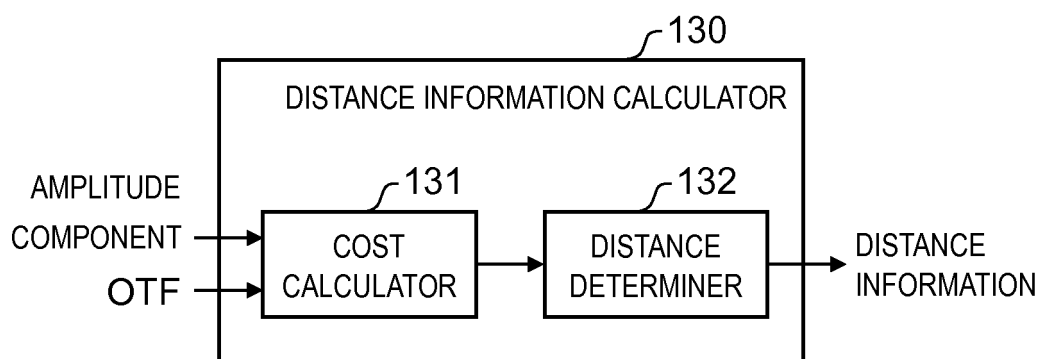 130
DISTANCE INFORMATION CALCULATOR
131
132
AMPLITUDE
COMPONENT
OTF
COST
CALCULATOR
DISTANCE
DETERMINER
DISTANCE
INFORMATION